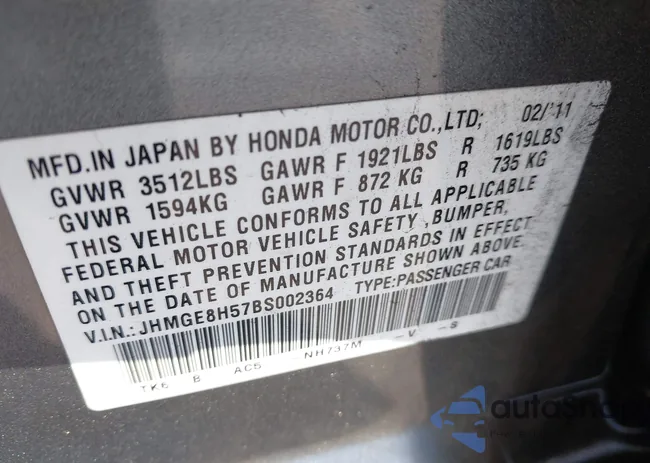 MFD.IN JAPAN BY HONDA MOTOR CO.,LTD; 02/'11
GVWR 3512LBS GAWR F 1921LBS R 1619LBS
GVWR 1594KG GAWR F 872 KG R 735 KG
THIS VEHICLE CONFORMS TO ALL APPLICABLE
FEDERAL MOTOR VEHICLE SAFETY ,BUMPER,
AND THEFT PREVENTION STANDARDS IN EFFECT
ON THE DATE OF MANUFACTURE SHOWN ABOVE.
V.I.N.: JHMGE8H57BS002364 TYPE:PASSENGER CAR
TK6 B AC5 NH737M -V- -S